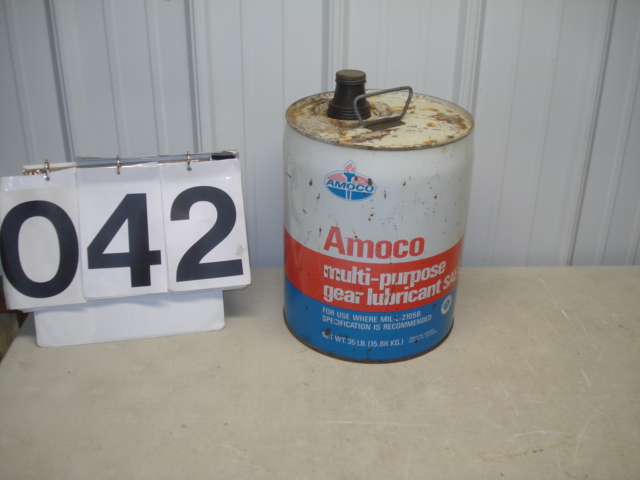 042
AMOCO
Amoco
multi-purpose
gear lubricant SAE
FOR USE WHERE MIL-L-2105B
SPECIFICATION IS RECOMMENDED
NET WT. 35 LB. (15.88 KG.)